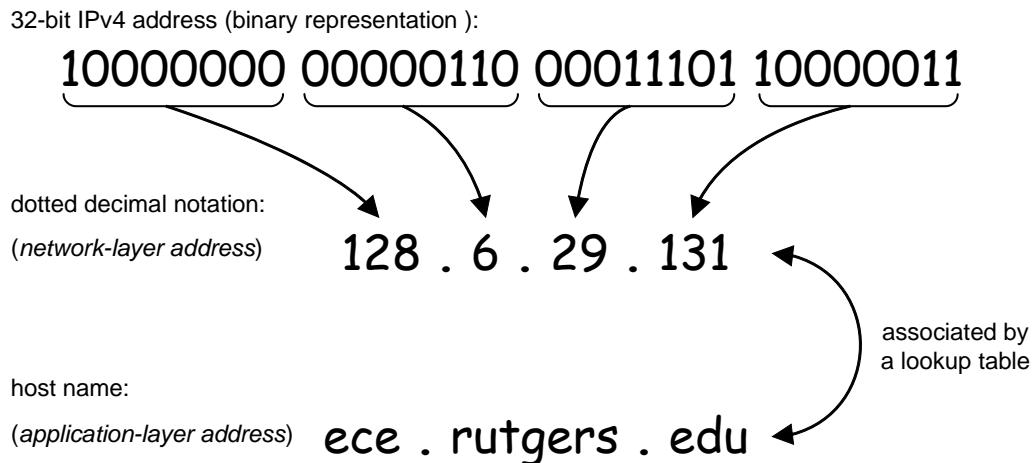 32-bit IPv4 address (binary representation ):
10000000 00000110 00011101 10000011
dotted decimal notation:
(network-layer address)
128 . 6 . 29 . 131
associated by
a lookup table
host name:
(application-layer address)
ece . rutgers . edu